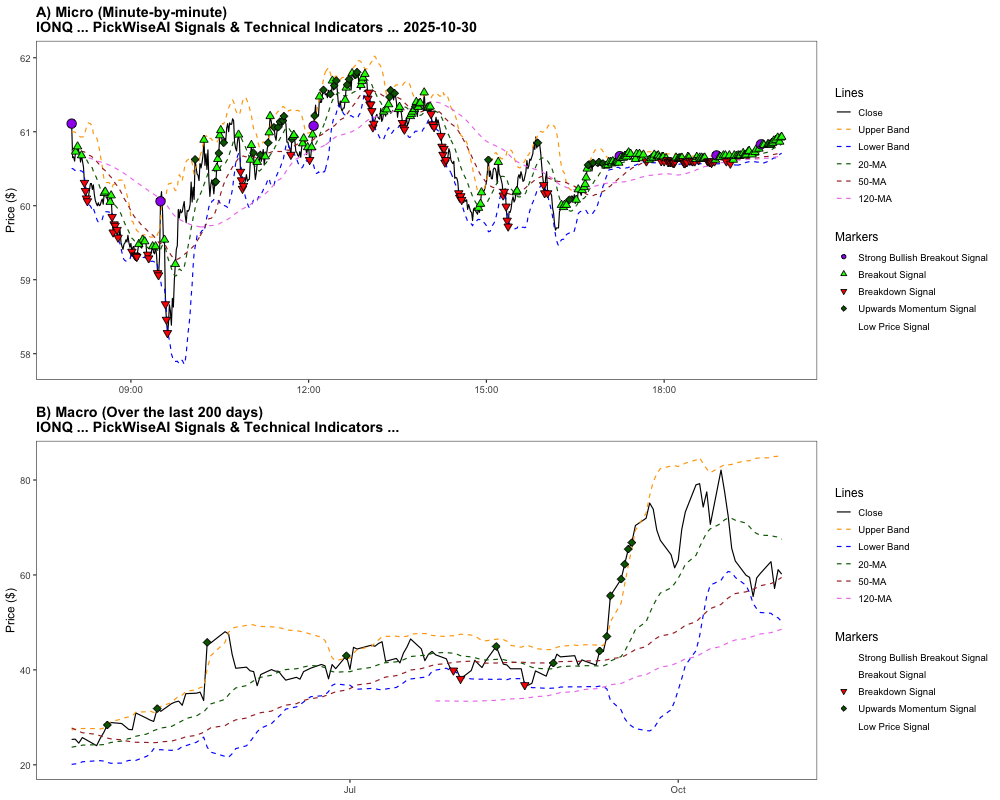 A) Micro (Minute-by-minute)
IONQ ... PickWiseAI Signals & Technical Indicators ... 2025-10-30
Price ($)
62
61
60
59
58
09:00
12:00
15:00
18:00
Lines
Close
Upper Band
Lower Band
20-MA
50-MA
120-MA
Markers
Strong Bullish Breakout Signal
Breakout Signal
Breakdown Signal
Upwards Momentum Signal
Low Price Signal
B) Macro (Over the last 200 days)
IONQ ... PickWiseAI Signals & Technical Indicators ...
Price ($)
80
60
40
20
Jul
Oct
Lines
Close
Upper Band
Lower Band
20-MA
50-MA
120-MA
Markers
Strong Bullish Breakout Signal
Breakout Signal
Breakdown Signal
Upwards Momentum Signal
Low Price Signal